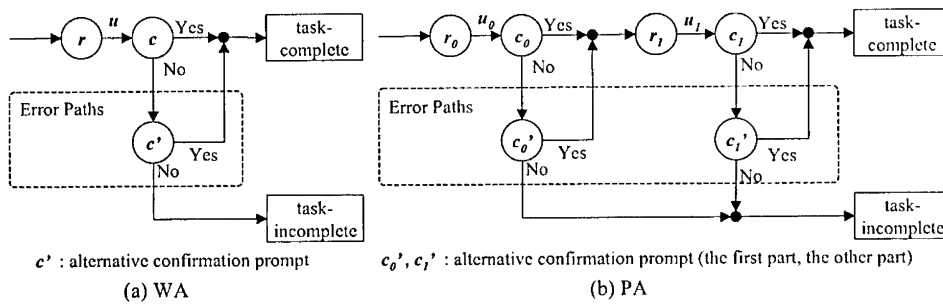 u
r
c
Yes
task-
complete
No
Error Paths
c'
Yes
No
task-
incomplete
c' : alternative confirmation prompt
(a) WA
u₀
r₀
c₀
Yes
r₁
u₁
c₁
Yes
task-
complete
No
No
Error Paths
c₀'
Yes
c₁'
Yes
No
No
task-
incomplete
c₀', c₁' : alternative confirmation prompt (the first part, the other part)
(b) PA